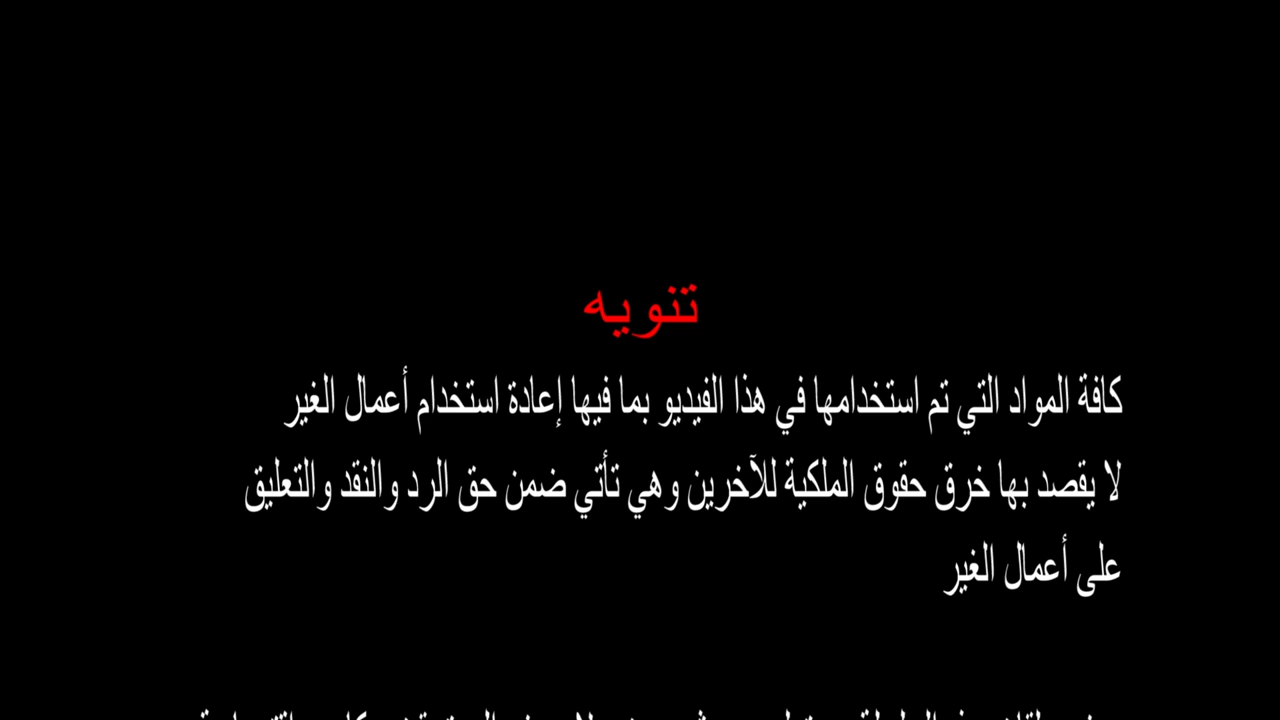 تنويه
كافة المواد التي تم استخدامها في هذا الفيديو بما فيها إعادة استخدام أعمال الغير
لا يقصد بها خرق حقوق الملكية للآخرين وهي تأتي ضمن حق الرد والنقد والتعليق
على أعمال الغير